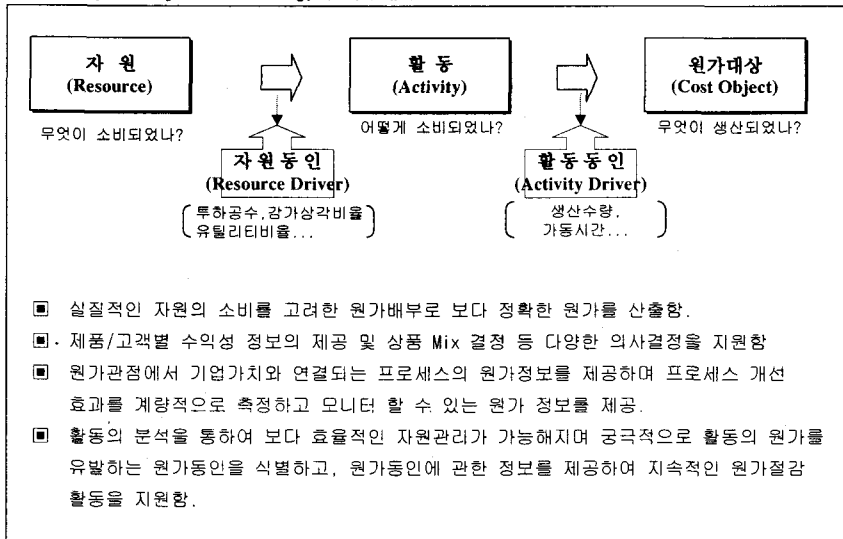 자 원 활 동 원가대상
(Resource) (Activity) (Cost Object)
무엇이 소비되었나? 어떻게 소비되었나? 무엇이 생산되었나?
자원동인 활동동인
(Resource Driver) (Activity Driver)
투하공수,감가상각비율 생산수량,
유틸리티비율... 가동시간...
▣ 실질적인 자원의 소비를 고려한 원가배부로 보다 정확한 원가를 산출함.
▣. 제품/고객별 수익성 정보의 제공 및 상품 Mix 결정 등 다양한 의사결정을 지원함
▣ 원가관점에서 기업가치와 연결되는 프로세스의 원가정보를 제공하며 프로세스 개선
효과를 계량적으로 측정하고 모니터 할 수 있는 원가 정보를 제공.
▣ 활동의 분석을 통하여 보다 효율적인 자원관리가 가능해지며 궁극적으로 활동의 원가를
유발하는 원가동인을 식별하고, 원가동인에 관한 정보를 제공하여 지속적인 원가절감
활동을 지원함.